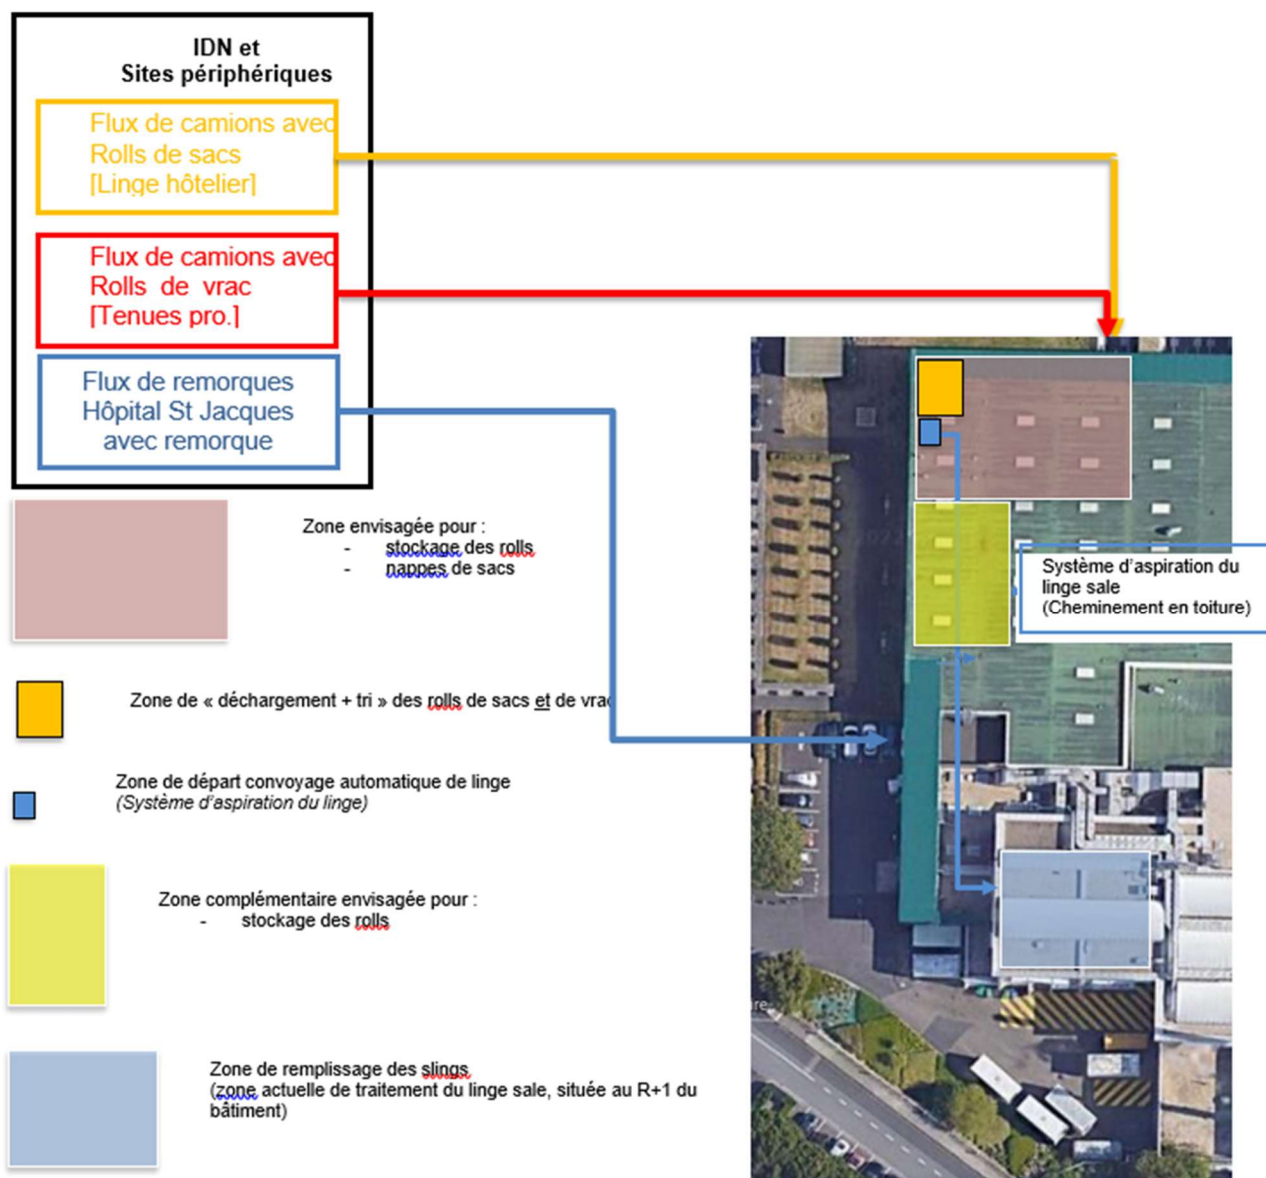 IDN et
Sites périphériques
Flux de camions avec
Rolls de sacs
[Linge hôtelier]
Flux de camions avec
Rolls de vrac
[Tenues pro.]
Flux de remorques
Hôpital St Jacques
avec remorque
Zone envisagée pour :
- stockage des rolls
- nappes de sacs
Système d'aspiration du
linge sale
(Cheminement en toiture)
Zone de « déchargement + tri » des rolls de sacs et de vrac
Zone de départ convoyage automatique de linge
(Système d'aspiration du linge)
Zone complémentaire envisagée pour :
- stockage des rolls
Zone de remplissage des slings
(zone actuelle de traitement du linge sale, située au R+1 du
bâtiment)